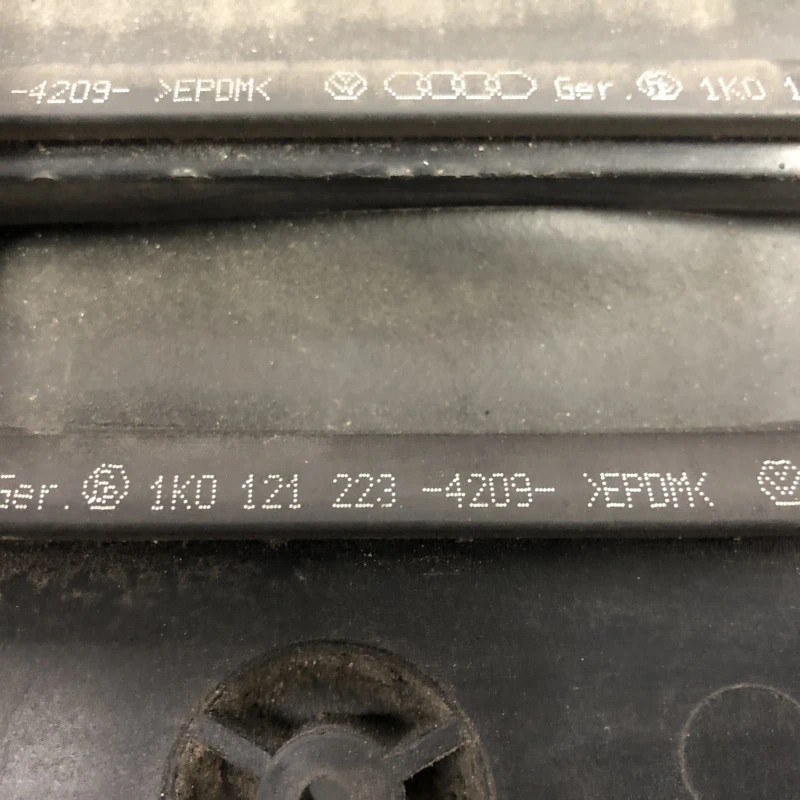 -4209- >EPDM< Ger. 1K0 1
Ger. 1K0 121 223 -4209- >EPDM<